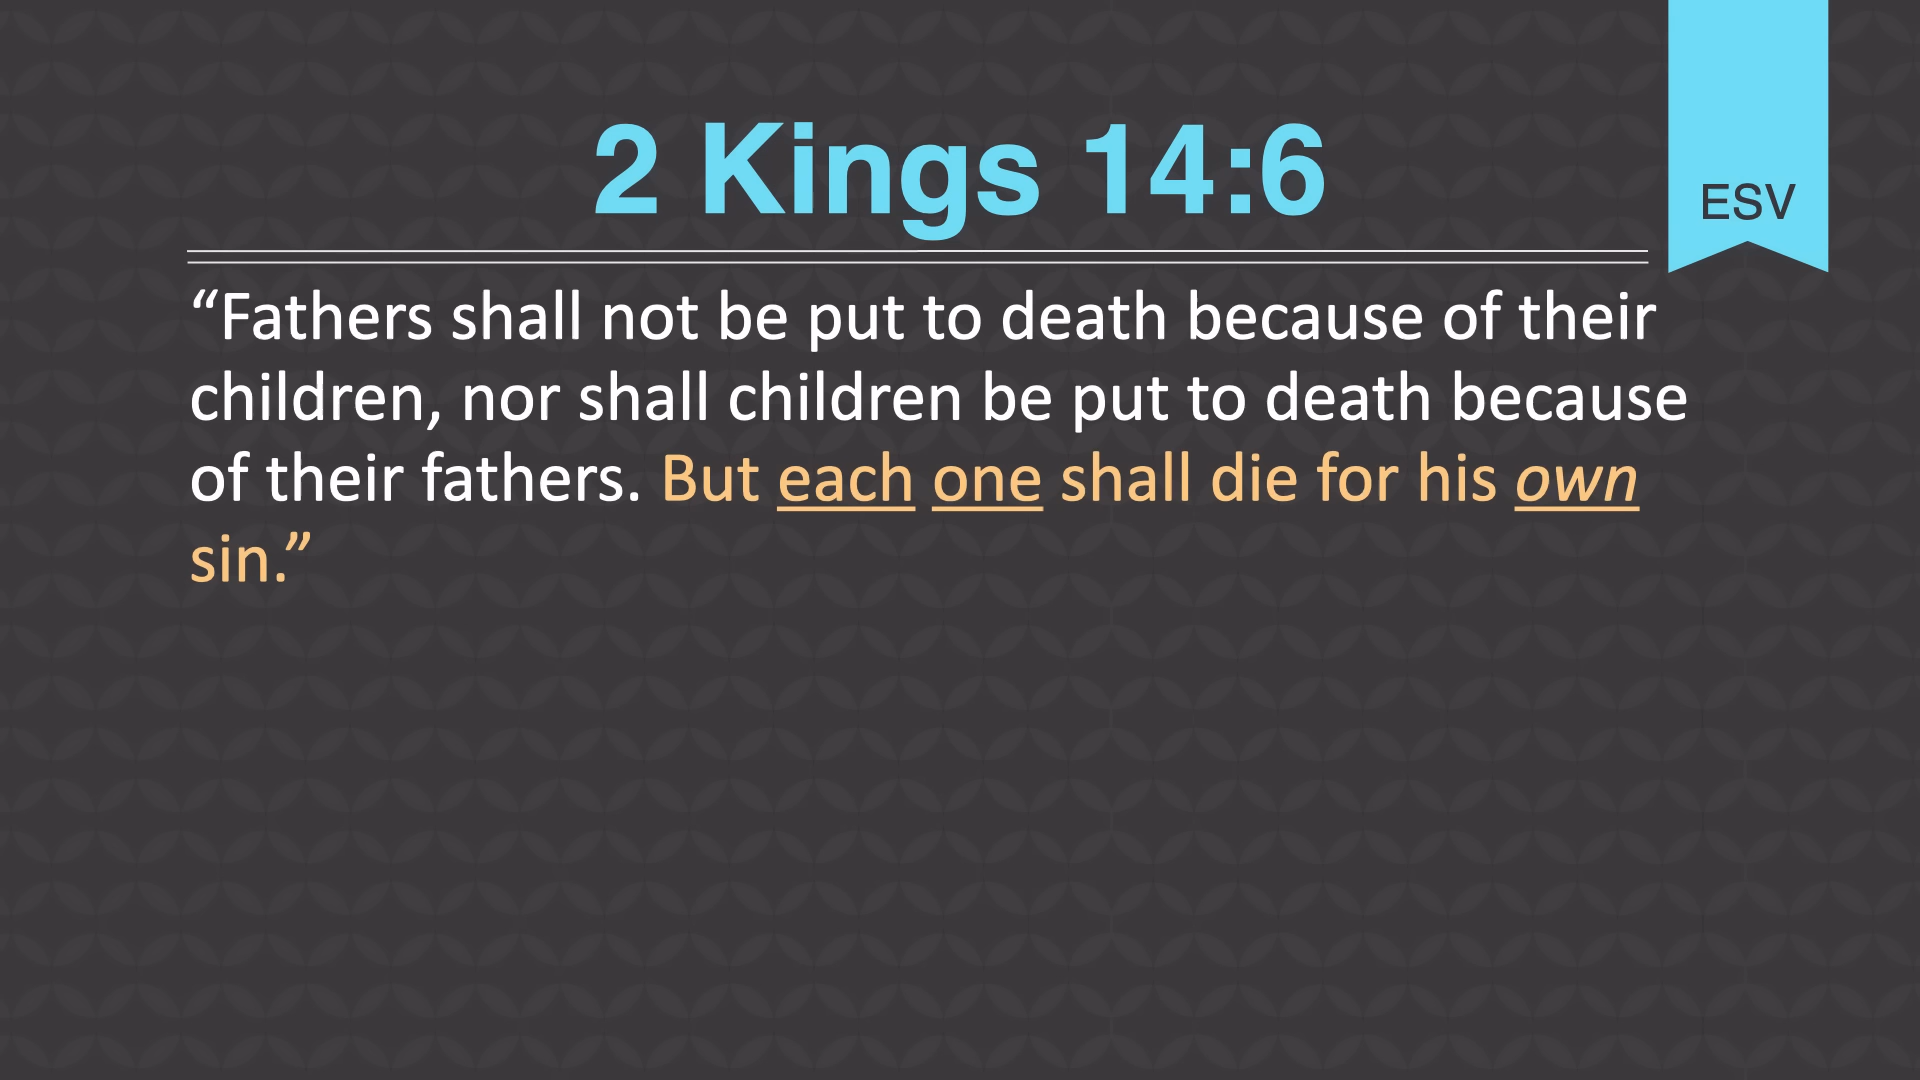 2 Kings 14:6
ESV
“Fathers shall not be put to death because of their
children, nor shall children be put to death because
of their fathers. But each one shall die for his own
sin.”